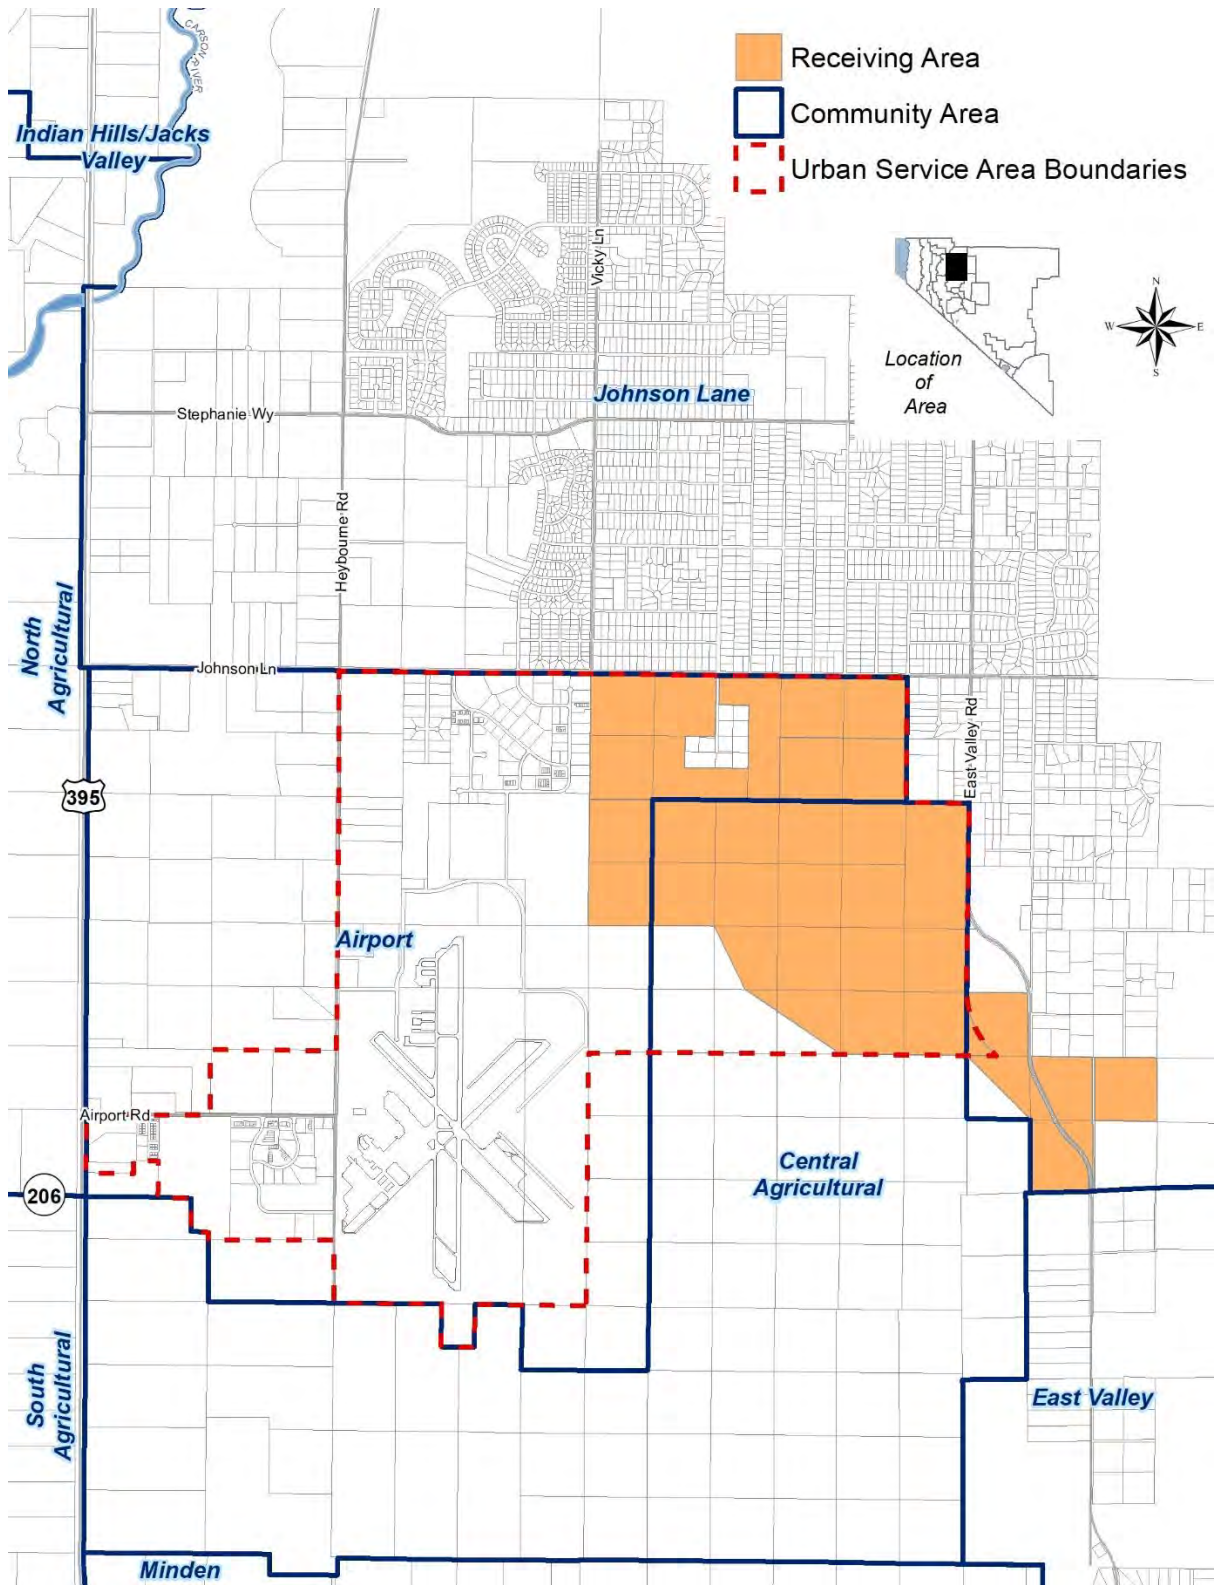 CARSON RIVER
Receiving Area
Community Area
Urban Service Area Boundaries
Indian Hills/Jacks
Valley
Vicky Ln
N
W
E
S
Location
of
Area
Johnson Lane
Stephanie Wy
Heybourne Rd
North
Agricultural
Johnson Ln
East Valley Rd
395
Airport
Airport Rd
206
Central
Agricultural
South
Agricultural
East Valley
Minden